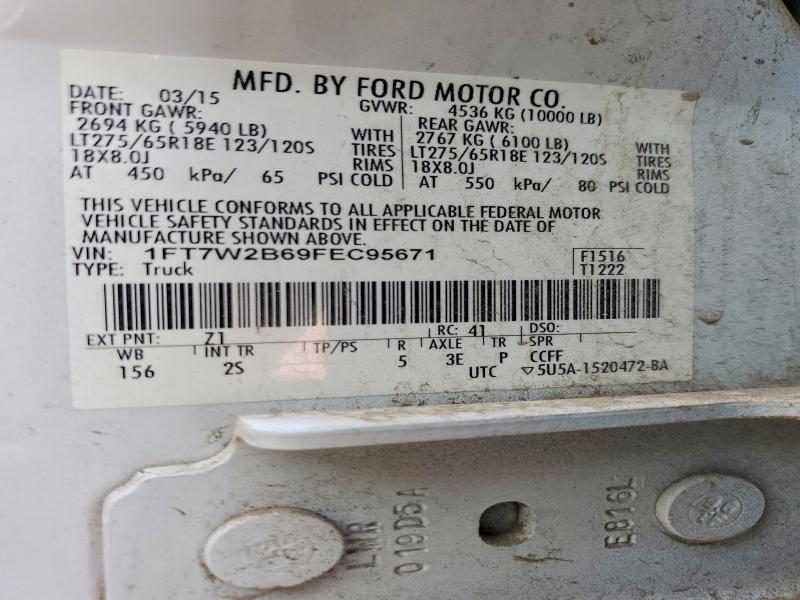 MFD. BY FORD MOTOR CO.
DATE: 03/15 GVWR: 4536 KG (10000 LB)
FRONT GAWR: REAR GAWR:
2694 KG ( 5940 LB) WITH 2767 KG ( 6100 LB) WITH
LT275/65R18E 123/120S TIRES LT275/65R18E 123/120S TIRES
18X8.0J RIMS 18X8.0J RIMS
AT 450 kPa/ 65 PSI COLD AT 550 kPa/ 80 PSI COLD
THIS VEHICLE CONFORMS TO ALL APPLICABLE FEDERAL MOTOR
VEHICLE SAFETY STANDARDS IN EFFECT ON THE DATE OF
MANUFACTURE SHOWN ABOVE.
VIN: 1FT7W2B69FEC95671 F1516
TYPE: Truck T1222
EXT PNT: Z1 RC: 41 DSO:
WB INT TR TP/PS R AXLE TR SPR
156 2S 5 3E P CCFF
UTC ▽5U5A-1520472-BA
LWR
019D5A
E816L